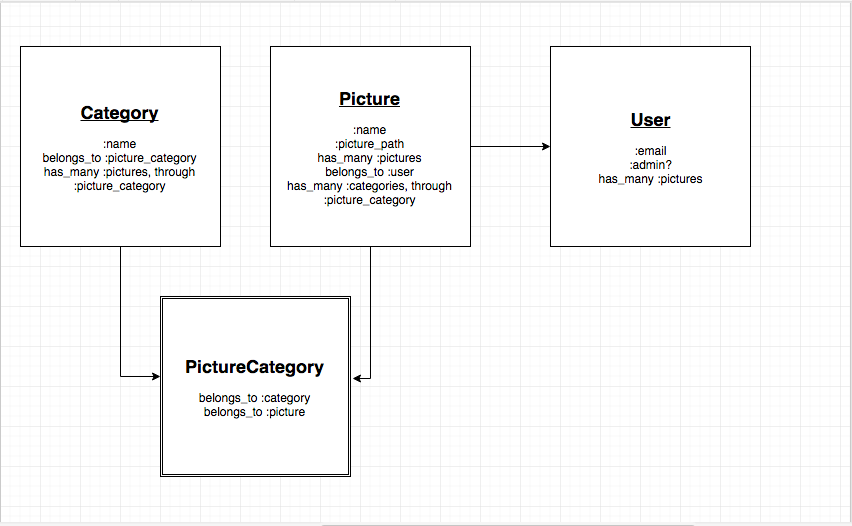 Category
:name
belongs_to :picture_category
has_many :pictures, through
:picture_category
Picture
:name
:picture_path
has_many :pictures
belongs_to :user
has_many :categories, through
:picture_category
User
:email
:admin?
has_many :pictures
PictureCategory
belongs_to :category
belongs_to :picture